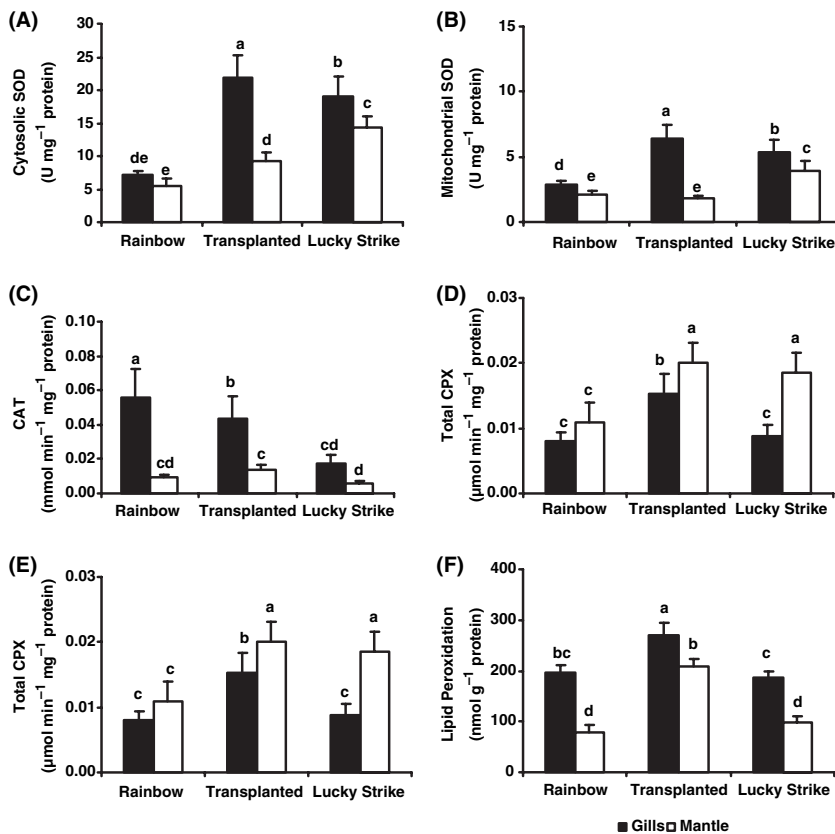 (A)
Cytosolic SOD
(U mg⁻¹ protein)
30
25
20
15
10
5
0
de
e
a
d
b
c
Rainbow Transplanted Lucky Strike
(B)
Mitochondrial SOD
(U mg⁻¹ protein)
15
10
5
0
d
e
a
e
b
c
Rainbow Transplanted Lucky Strike
(C)
CAT
(mmol min⁻¹ mg⁻¹ protein)
0.10
0.08
0.06
0.04
0.02
0.00
a
cd
b
c
cd
d
Rainbow Transplanted Lucky Strike
(D)
Total CPX
(µmol min⁻¹ mg⁻¹ protein)
0.03
0.02
0.01
0.00
c
c
b
a
c
a
Rainbow Transplanted Lucky Strike
(E)
Total CPX
(µmol min⁻¹ mg⁻¹ protein)
0.03
0.02
0.01
0.00
c
c
b
a
c
a
Rainbow Transplanted Lucky Strike
(F)
Lipid Peroxidation
(nmol g⁻¹ protein)
400
300
200
100
0
bc
d
a
b
c
d
Rainbow Transplanted Lucky Strike
Gills Mantle